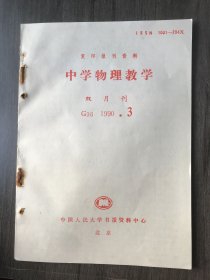 ISSN 1001-294X
复印报刊资料
中学物理教学
双月刊
G36 1990.3
中国人民大学书报资料中心
北京